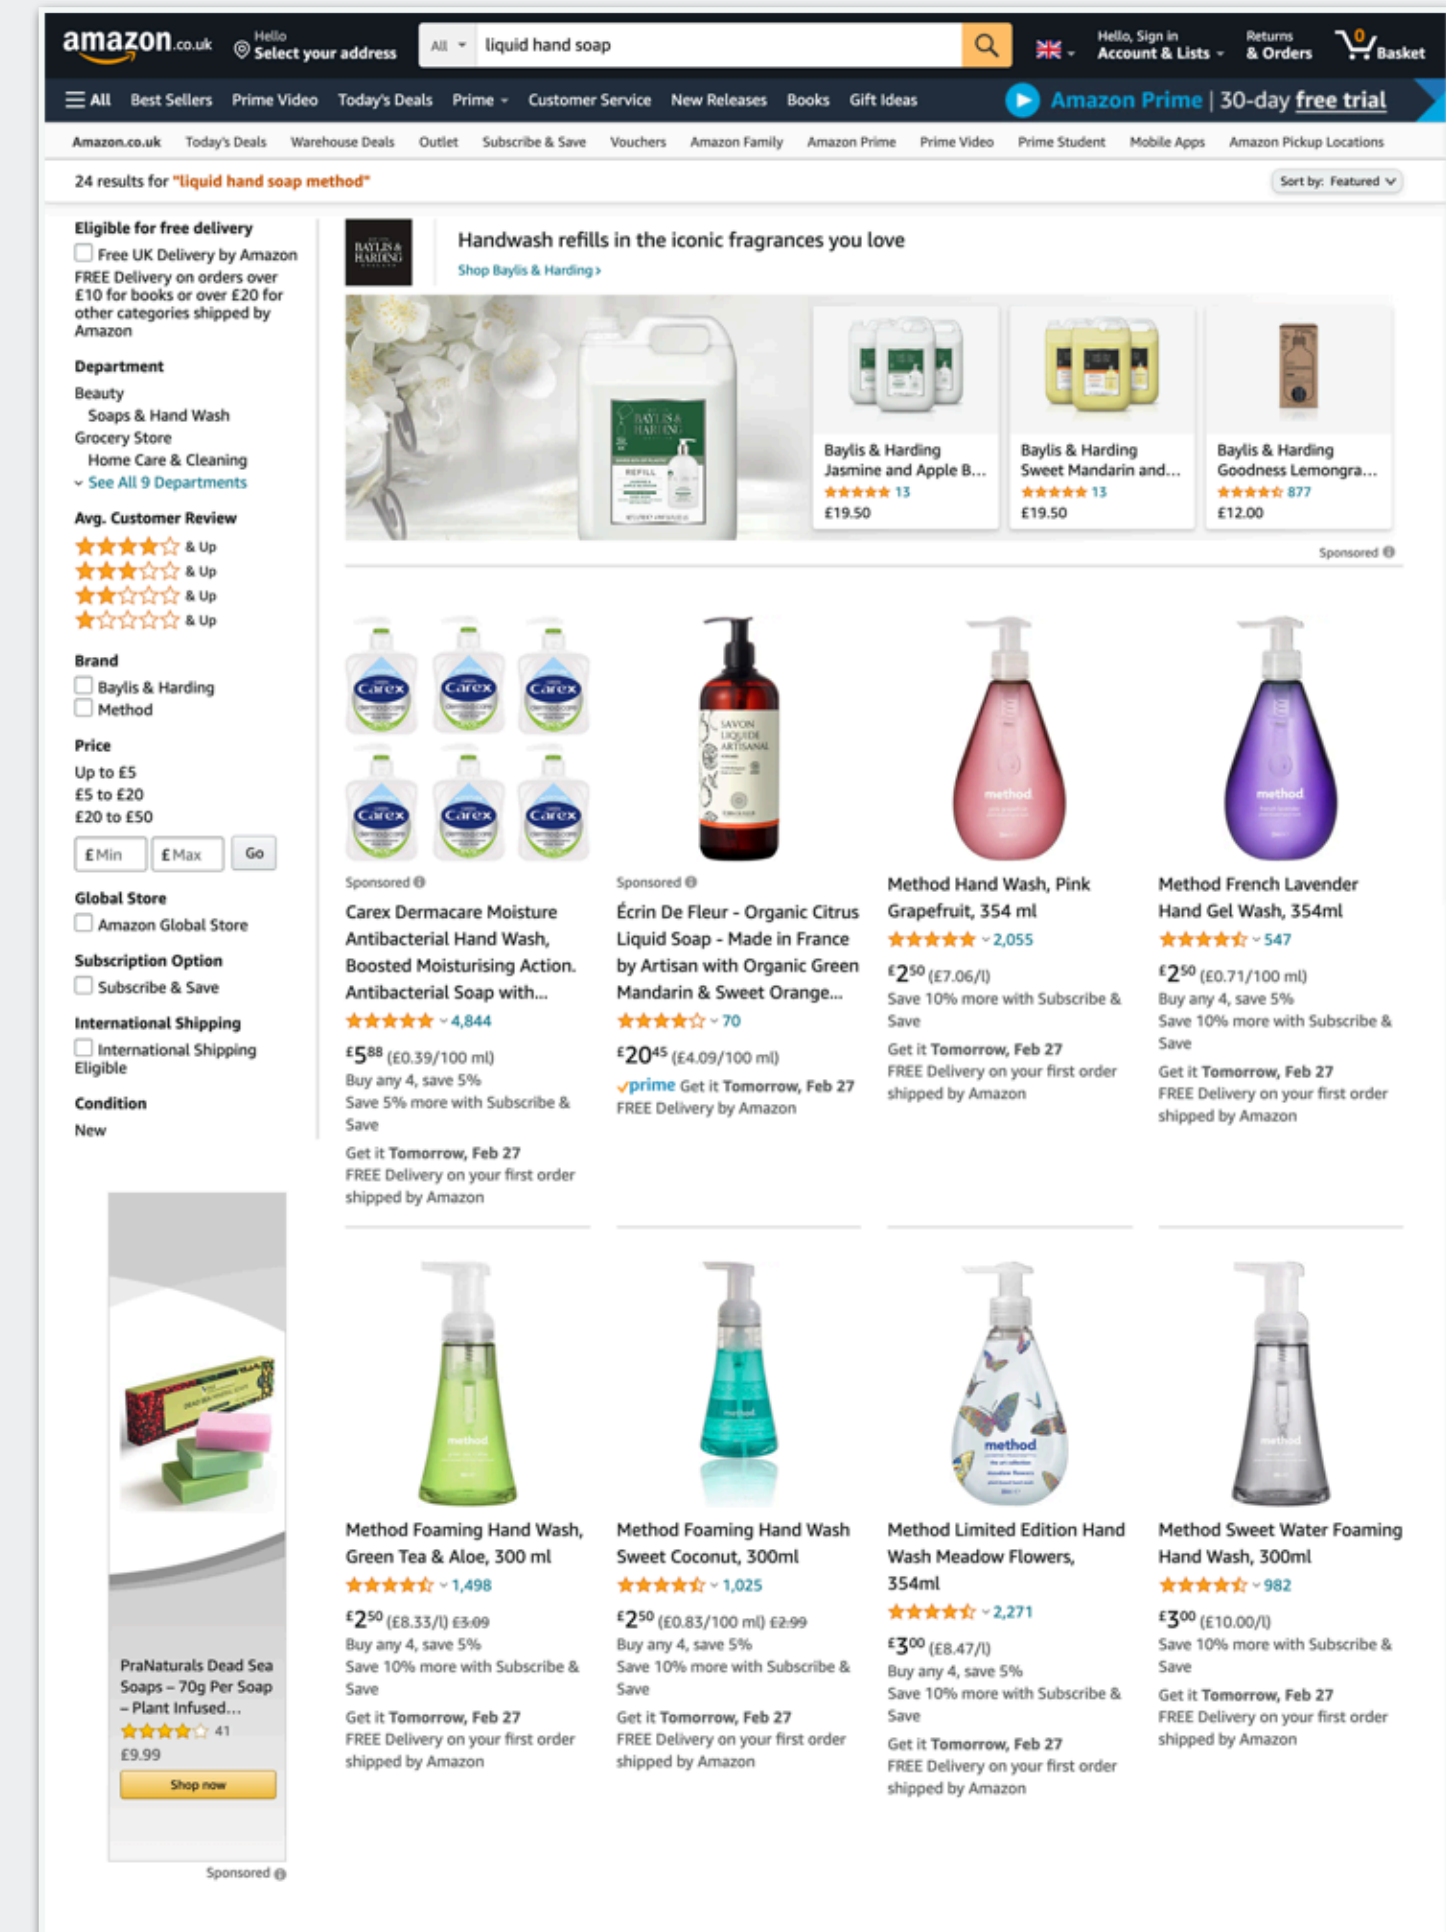 amazon.co.uk
Hello
Select your address
All
liquid hand soap
Hello, Sign in
Account & Lists
Returns
& Orders
0
Basket
All Best Sellers Prime Video Today's Deals Prime Customer Service New Releases Books Gift Ideas
Amazon Prime | 30-day free trial
Amazon.co.uk Today's Deals Warehouse Deals Outlet Subscribe & Save Vouchers Amazon Family Amazon Prime Prime Video Prime Student Mobile Apps Amazon Pickup Locations
24 results for "liquid hand soap method"
Sort by: Featured
Eligible for free delivery
Free UK Delivery by Amazon
FREE Delivery on orders over
£10 for books or over £20 for
other categories shipped by
Amazon
Department
Beauty
Soaps & Hand Wash
Grocery Store
Home Care & Cleaning
See All 9 Departments
Avg. Customer Review
& Up
& Up
& Up
& Up
Brand
Baylis & Harding
Method
Price
Up to £5
£5 to £20
£20 to £50
£ Min £ Max Go
Global Store
Amazon Global Store
Subscription Option
Subscribe & Save
International Shipping
International Shipping
Eligible
Condition
New
PraNaturals Dead Sea
Soaps – 70g Per Soap
– Plant Infused...
41
£9.99
Shop now
Sponsored
BAYLIS &
HARDING
Handwash refills in the iconic fragrances you love
Shop Baylis & Harding ›
BAYLIS &
HARDING
REFILL
Baylis & Harding
Jasmine and Apple B...
13
£19.50
Baylis & Harding
Sweet Mandarin and...
13
£19.50
Baylis & Harding
Goodness Lemongra...
877
£12.00
Sponsored
Carex
Carex
Carex
Carex
Carex
Carex
Sponsored
Carex Dermacare Moisture
Antibacterial Hand Wash,
Boosted Moisturising Action.
Antibacterial Soap with...
4,844
£5 88 (£0.39/100 ml)
Buy any 4, save 5%
Save 5% more with Subscribe &
Save
Get it Tomorrow, Feb 27
FREE Delivery on your first order
shipped by Amazon
SAVON
LIQUIDE
ARTISANAL
Sponsored
Écrin De Fleur - Organic Citrus
Liquid Soap - Made in France
by Artisan with Organic Green
Mandarin & Sweet Orange...
70
£20 45 (£4.09/100 ml)
prime Get it Tomorrow, Feb 27
FREE Delivery by Amazon
method
Method Hand Wash, Pink
Grapefruit, 354 ml
2,055
£2 50 (£7.06/l)
Save 10% more with Subscribe &
Save
Get it Tomorrow, Feb 27
FREE Delivery on your first order
shipped by Amazon
method
Method French Lavender
Hand Gel Wash, 354ml
547
£2 50 (£0.71/100 ml)
Buy any 4, save 5%
Save 10% more with Subscribe &
Save
Get it Tomorrow, Feb 27
FREE Delivery on your first order
shipped by Amazon
method
Method Foaming Hand Wash,
Green Tea & Aloe, 300 ml
1,498
£2 50 (£8.33/l) £3.09
Buy any 4, save 5%
Save 10% more with Subscribe &
Save
Get it Tomorrow, Feb 27
FREE Delivery on your first order
shipped by Amazon
method
Method Foaming Hand Wash
Sweet Coconut, 300ml
1,025
£2 50 (£0.83/100 ml) £2.99
Buy any 4, save 5%
Save 10% more with Subscribe &
Save
Get it Tomorrow, Feb 27
FREE Delivery on your first order
shipped by Amazon
method
meadow flowers
Method Limited Edition Hand
Wash Meadow Flowers,
354ml
2,271
£3 00 (£8.47/l)
Buy any 4, save 5%
Save 10% more with Subscribe &
Save
Get it Tomorrow, Feb 27
FREE Delivery on your first order
shipped by Amazon
method
Method Sweet Water Foaming
Hand Wash, 300ml
982
£3 00 (£10.00/l)
Save 10% more with Subscribe &
Save
Get it Tomorrow, Feb 27
FREE Delivery on your first order
shipped by Amazon